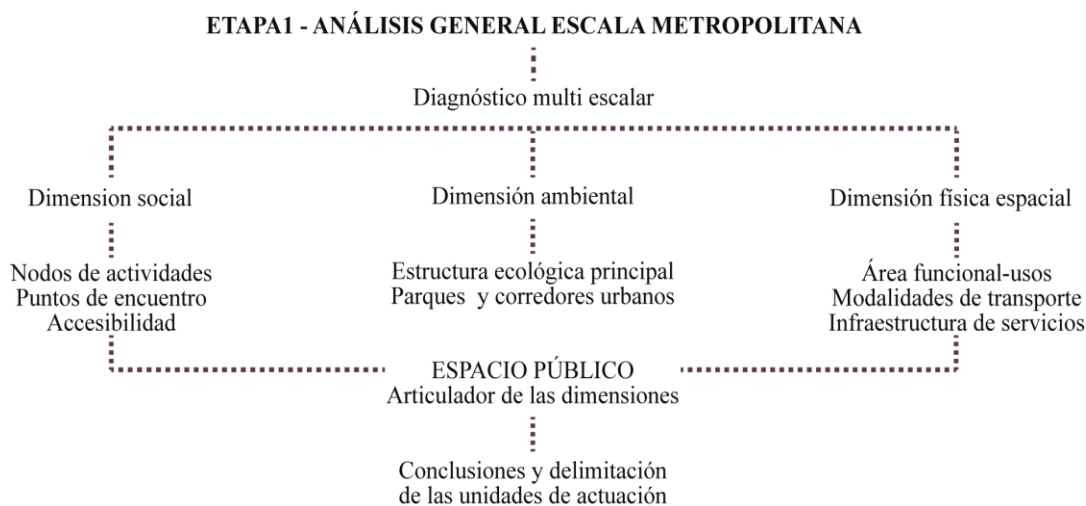 ETAPA1 - ANÁLISIS GENERAL ESCALA METROPOLITANA
Diagnóstico multi escalar
Dimension social
Dimensión ambiental
Dimensión física espacial
Nodos de actividades
Puntos de encuentro
Accesibilidad
Estructura ecológica principal
Parques y corredores urbanos
Área funcional-usos
Modalidades de transporte
Infraestructura de servicios
ESPACIO PÚBLICO
Articulador de las dimensiones
Conclusiones y delimitación
de las unidades de actuación